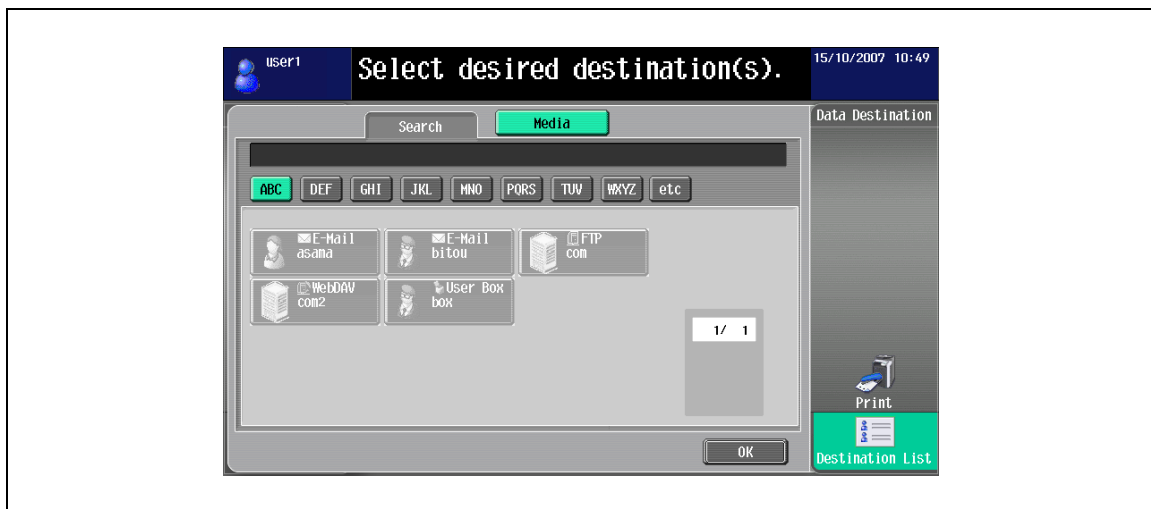 user1
Select desired destination(s).
15/10/2007 10:49
Search
Media
Data Destination
ABC DEF GHI JKL MNO PQRS TUV WXYZ etc
E-Mail
asama
E-Mail
bitou
FTP
com
WebDAV
com2
User Box
box
1/ 1
Print
OK
Destination List